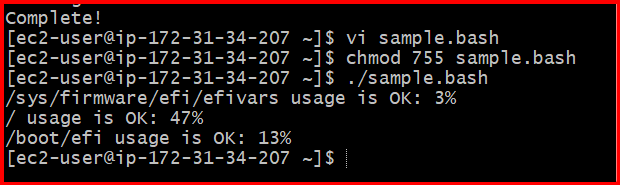 Complete!
[ec2-user@ip-172-31-34-207 ~]$ vi sample.bash
[ec2-user@ip-172-31-34-207 ~]$ chmod 755 sample.bash
[ec2-user@ip-172-31-34-207 ~]$ ./sample.bash
/sys/firmware/efi/efivars usage is OK: 3%
/ usage is OK: 47%
/boot/efi usage is OK: 13%
[ec2-user@ip-172-31-34-207 ~]$